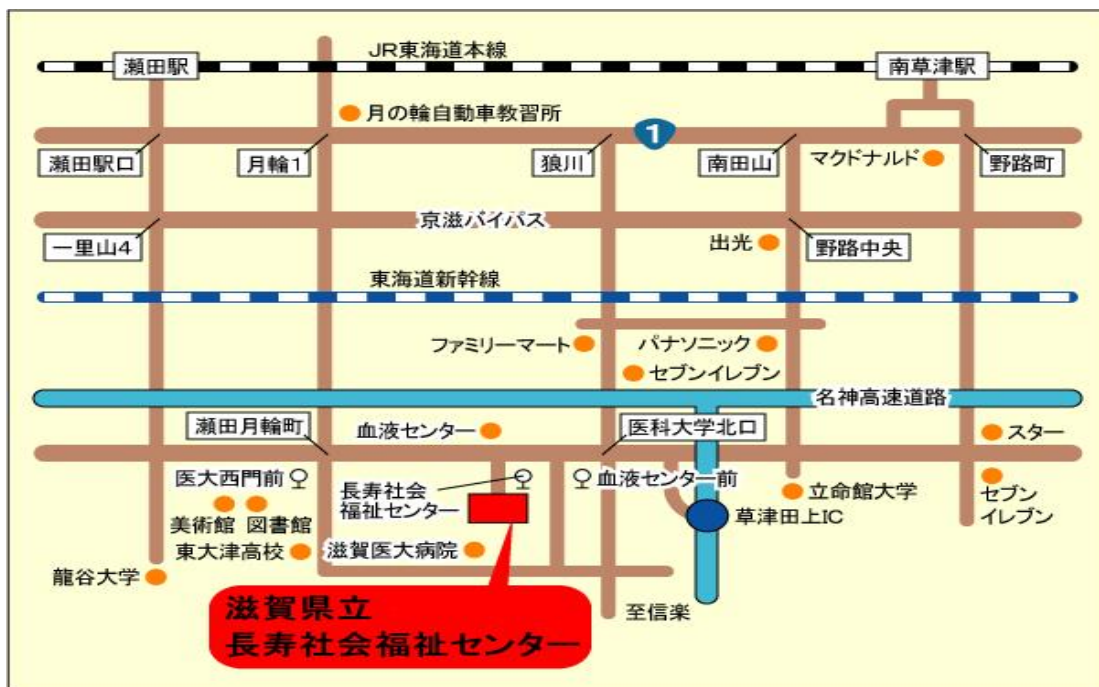 JR東海道本線
瀬田駅
南草津駅
月の輪自動車教習所
1
瀬田駅口
月輪1
狼川
南田山
マクドナルド
野路町
京滋バイパス
一里山4
出光
野路中央
東海道新幹線
ファミリーマート
パナソニック
セブンイレブン
名神高速道路
瀬田月輪町
血液センター
医科大学北口
スター
医大西門前
長寿社会
福祉センター
血液センター前
立命館大学
セブン
イレブン
美術館
図書館
草津田上IC
東大津高校
滋賀医大病院
龍谷大学
至信楽
滋賀県立
長寿社会福祉センター